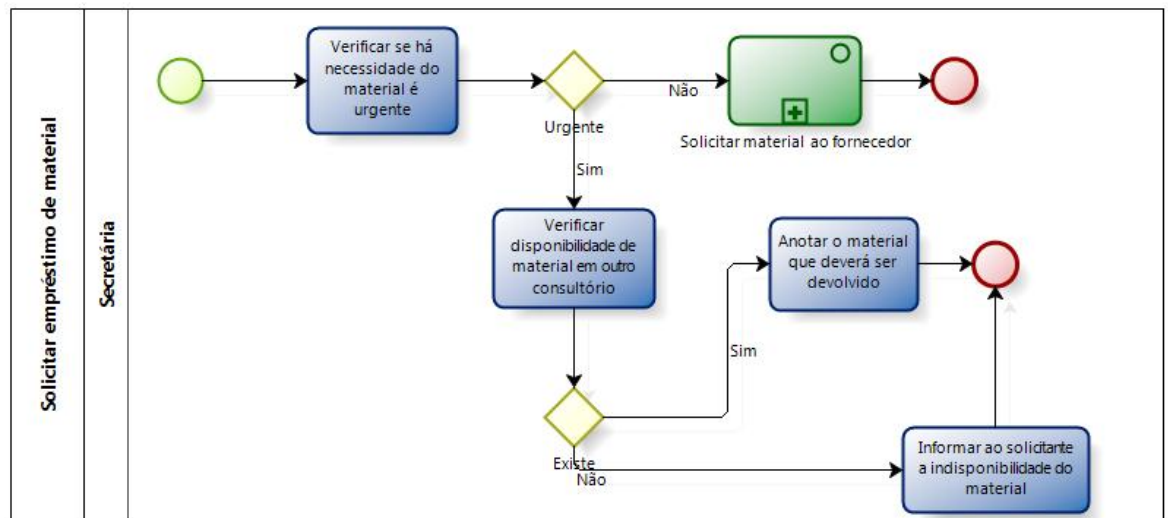 Solicitar empréstimo de material
Secretária
Verificar se há
necessidade do
material é
urgente
Urgente
Não
Solicitar material ao fornecedor
Sim
Verificar
disponibilidade de
material em outro
consultório
Anotar o material
que deverá ser
devolvido
Sim
Existe
Não
Informar ao solicitante
a indisponibilidade do
material